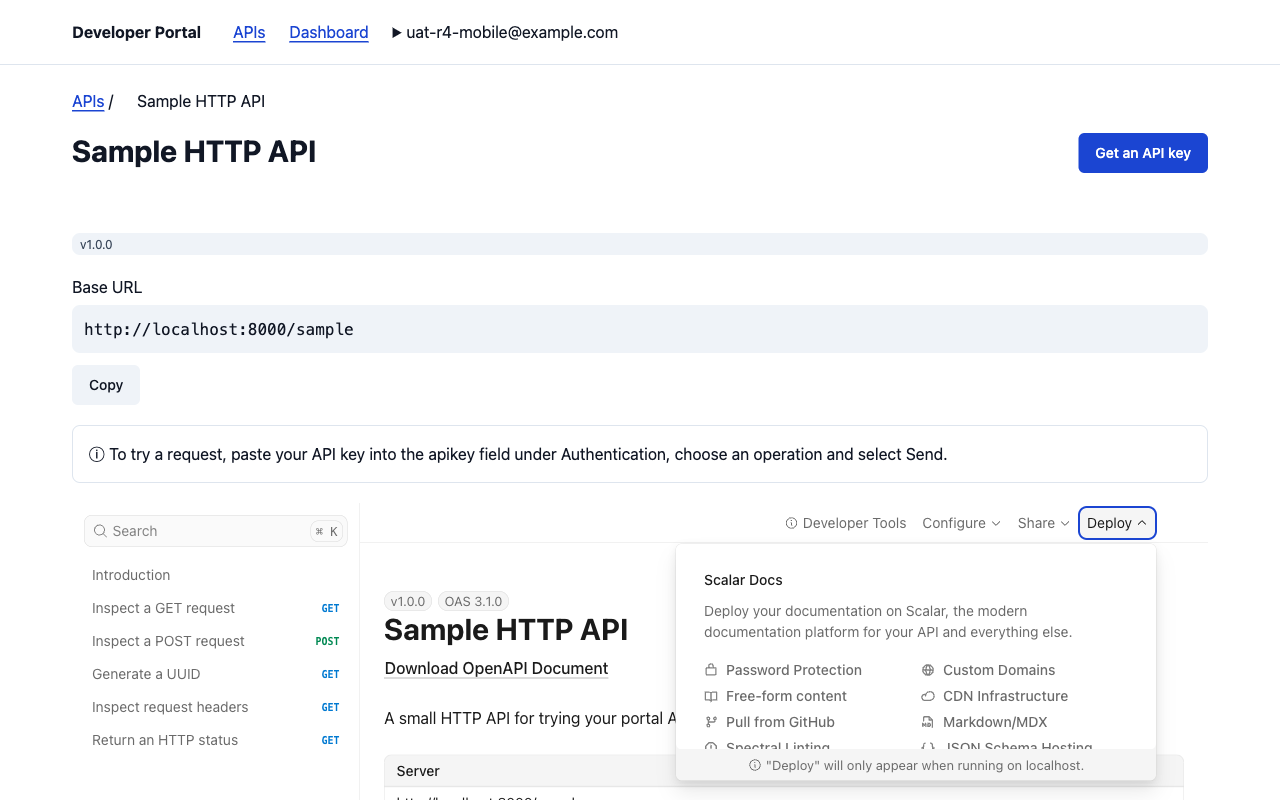 Developer Portal APIs Dashboard ▶ uat-r4-mobile@example.com
APIs / Sample HTTP API
Sample HTTP API
Get an API key
v1.0.0
Base URL
http://localhost:8000/sample
Copy
ⓘ To try a request, paste your API key into the apikey field under Authentication, choose an operation and select Send.
Search ⌘ K
Developer Tools Configure Share Deploy
Introduction
Inspect a GET request GET
Inspect a POST request POST
Generate a UUID GET
Inspect request headers GET
Return an HTTP status GET
v1.0.0 OAS 3.1.0
Sample HTTP API
Download OpenAPI Document
A small HTTP API for trying your portal A
Server
Scalar Docs
Deploy your documentation on Scalar, the modern
documentation platform for your API and everything else.
Password Protection Custom Domains
Free-form content CDN Infrastructure
Pull from GitHub Markdown/MDX
Spectral Linting JSON Schema Hosting
"Deploy" will only appear when running on localhost.